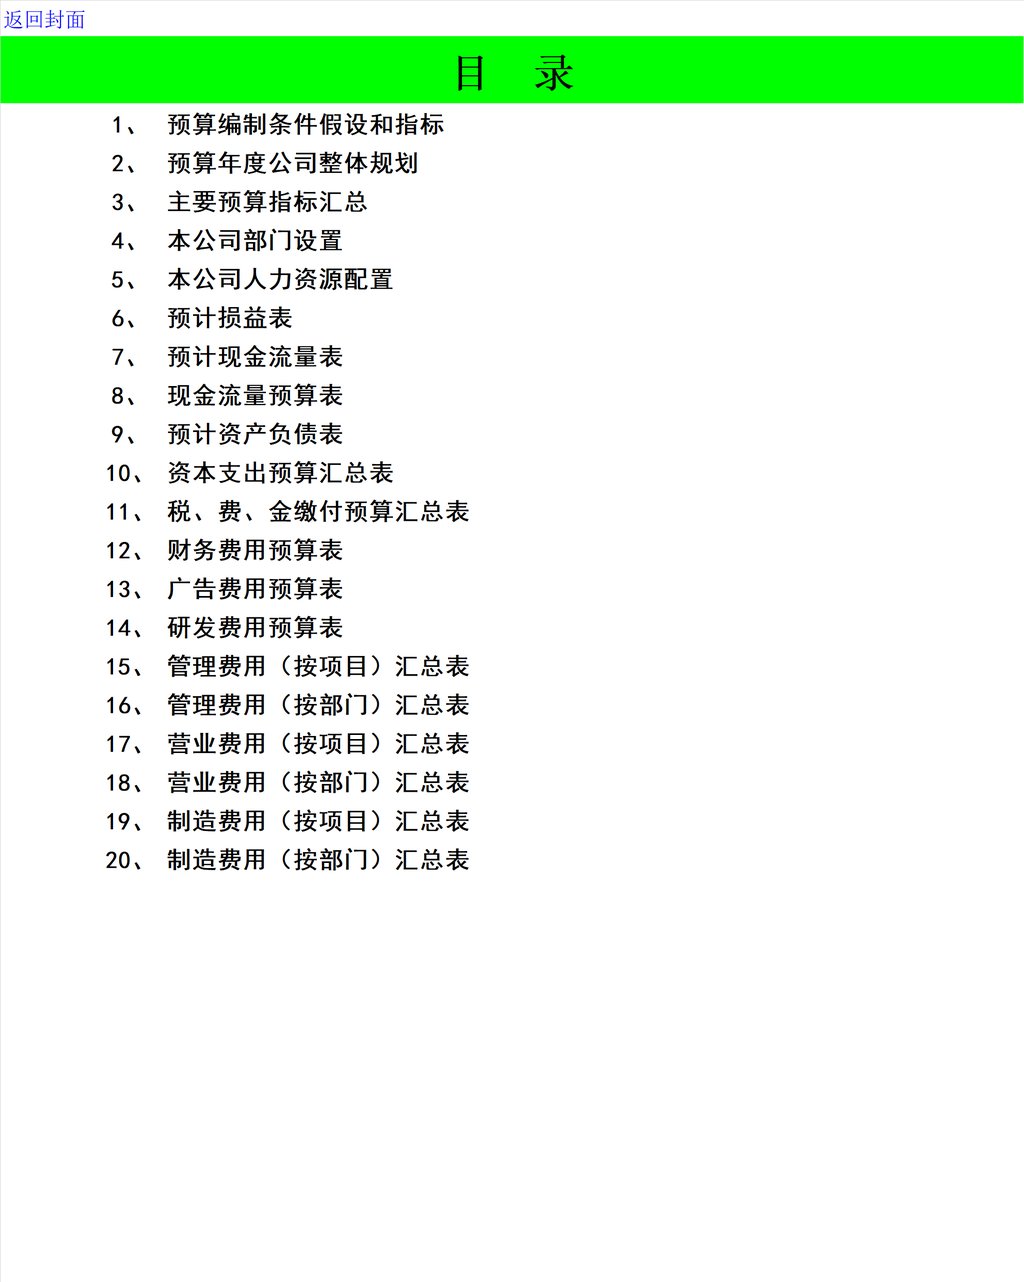 返回封面
目 录
1、 预算编制条件假设和指标
2、 预算年度公司整体规划
3、 主要预算指标汇总
4、 本公司部门设置
5、 本公司人力资源配置
6、 预计损益表
7、 预计现金流量表
8、 现金流量预算表
9、 预计资产负债表
10、 资本支出预算汇总表
11、 税、费、金缴付预算汇总表
12、 财务费用预算表
13、 广告费用预算表
14、 研发费用预算表
15、 管理费用（按项目）汇总表
16、 管理费用（按部门）汇总表
17、 营业费用（按项目）汇总表
18、 营业费用（按部门）汇总表
19、 制造费用（按项目）汇总表
20、 制造费用（按部门）汇总表